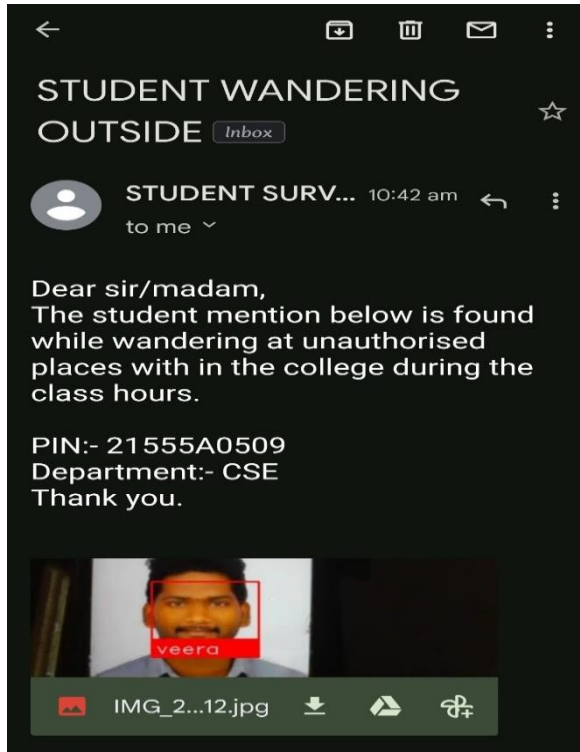 STUDENT WANDERING
OUTSIDE Inbox
STUDENT SURV... 10:42 am
to me
Dear sir/madam,
The student mention below is found
while wandering at unauthorised
places with in the college during the
class hours.
PIN:- 21555A0509
Department:- CSE
Thank you.
veera
IMG_2...12.jpg